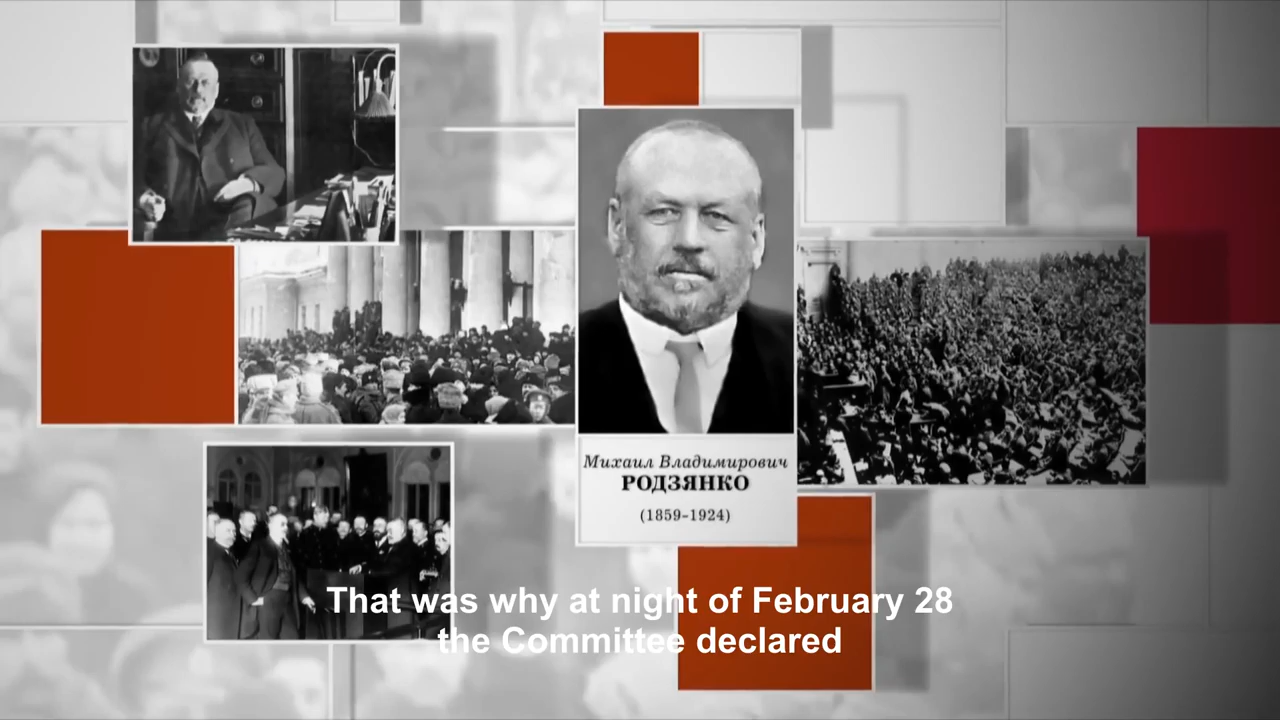 Михаил Владимирович
РОДЗЯНКО
(1859–1924)
That was why at night of February 28
the Committee declared